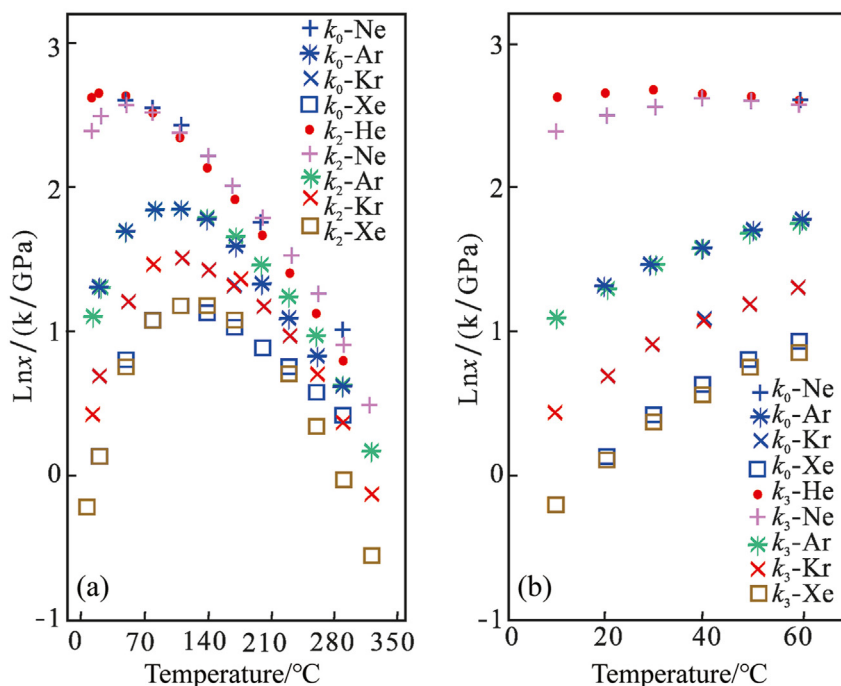 3
2
1
0
-1
Lnx/(k/GPa)
k₀-Ne
k₀-Ar
k₀-Kr
k₀-Xe
k₂-He
k₂-Ne
k₂-Ar
k₂-Kr
k₂-Xe
(a)
0 70 140 210 280 350
Temperature/°C
3
2
1
0
-1
Lnx/(k/GPa)
k₀-Ne
k₀-Ar
k₀-Kr
k₀-Xe
k₃-He
k₃-Ne
k₃-Ar
k₃-Kr
k₃-Xe
(b)
0 20 40 60
Temperature/°C